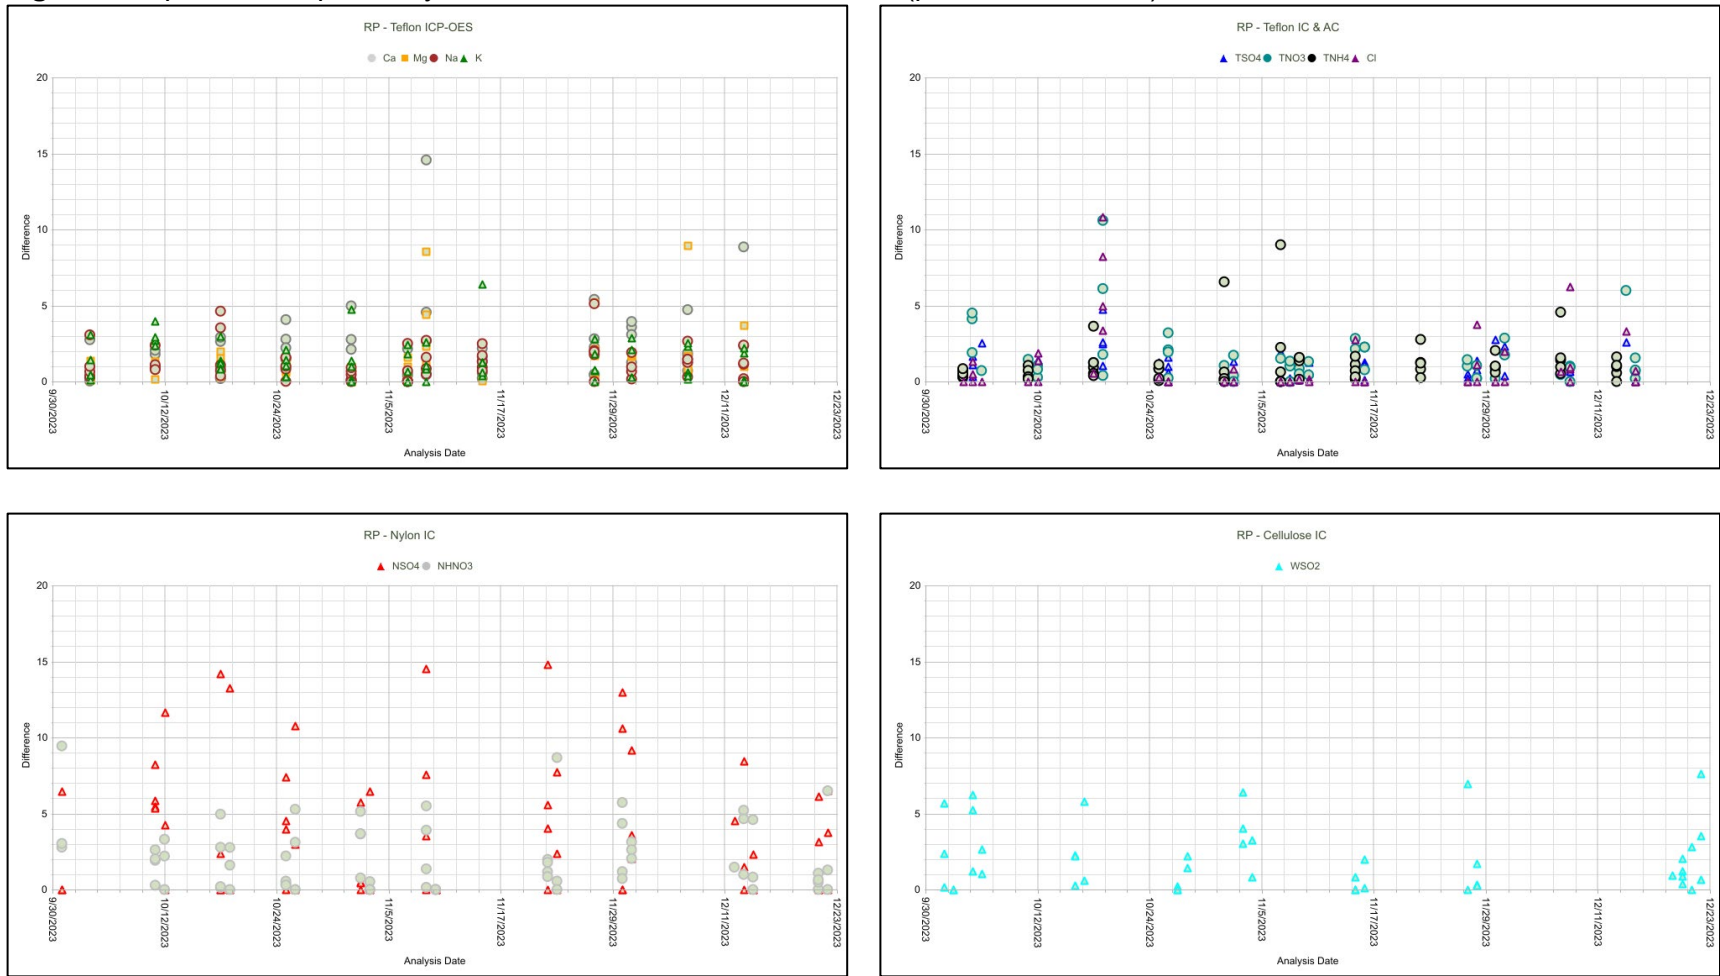 RP - Teflon ICP-OES
Ca Mg Na K
20
15
10
5
0
Difference
9/30/2023 10/12/2023 10/24/2023 11/5/2023 11/17/2023 11/29/2023 12/11/2023 12/23/2023
Analysis Date
RP - Teflon IC & AC
TSO4 TNO3 TNH4 Cl
20
15
10
5
0
Difference
9/30/2023 10/12/2023 10/24/2023 11/5/2023 11/17/2023 11/29/2023 12/11/2023 12/23/2023
Analysis Date
RP - Nylon IC
NSO4 NHNO3
20
15
10
5
0
Difference
9/30/2023 10/12/2023 10/24/2023 11/5/2023 11/17/2023 11/29/2023 12/11/2023 12/23/2023
Analysis Date
RP - Cellulose IC
WSO2
20
15
10
5
0
Difference
9/30/2023 10/12/2023 10/24/2023 11/5/2023 11/17/2023 11/29/2023 12/11/2023 12/23/2023
Analysis Date